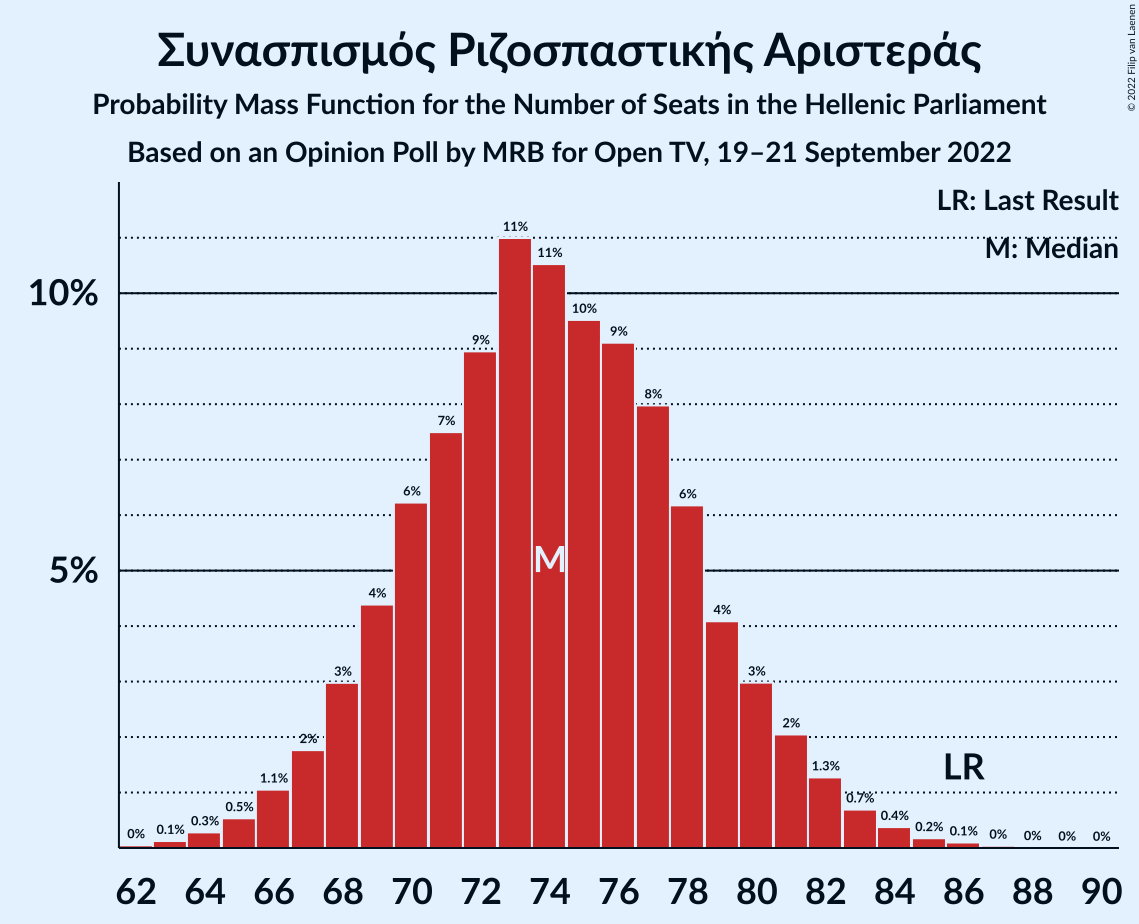 Συνασπισμός Ριζοσπαστικής Αριστεράς
Probability Mass Function for the Number of Seats in the Hellenic Parliament
Based on an Opinion Poll by MRB for Open TV, 19–21 September 2022
© 2022 Filip van Laenen
LR: Last Result
M: Median
10%
5%
0% 0.1% 0.3% 0.5% 1.1% 2% 3% 4% 6% 7% 9% 11% 11% 10% 9% 8% 6% 4% 3% 2% 1.3% 0.7% 0.4% 0.2% 0.1% 0% 0% 0% 0%
M
LR
62 64 66 68 70 72 74 76 78 80 82 84 86 88 90